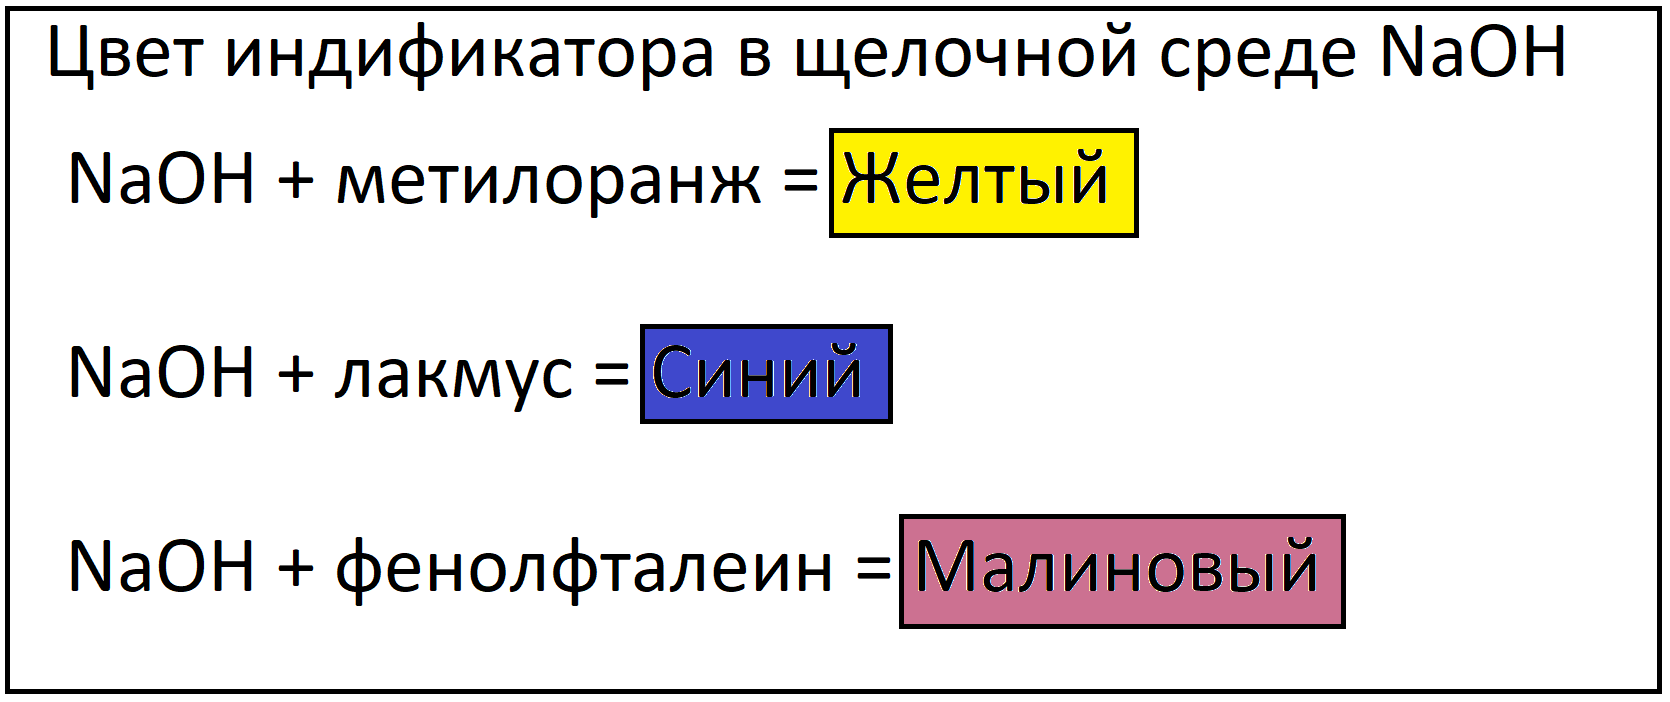 Цвет индификатора в щелочной среде NaOH
NaOH + метилоранж = Желтый
NaOH + лакмус = Синий
NaOH + фенолфталеин = Малиновый